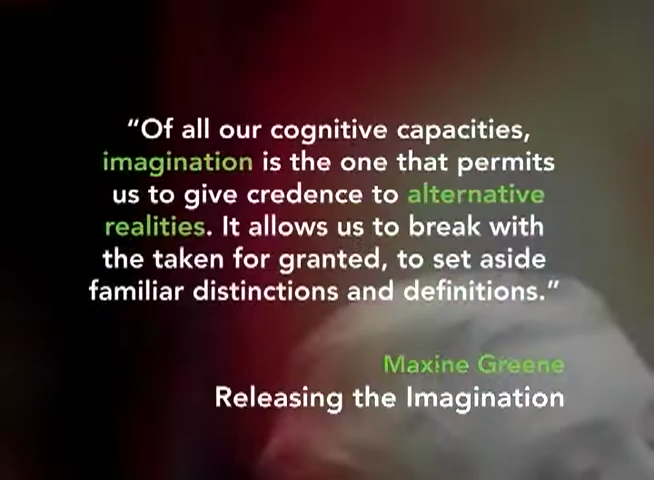 “Of all our cognitive capacities,
imagination is the one that permits
us to give credence to alternative
realities. It allows us to break with
the taken for granted, to set aside
familiar distinctions and definitions.”
Maxine Greene
Releasing the Imagination